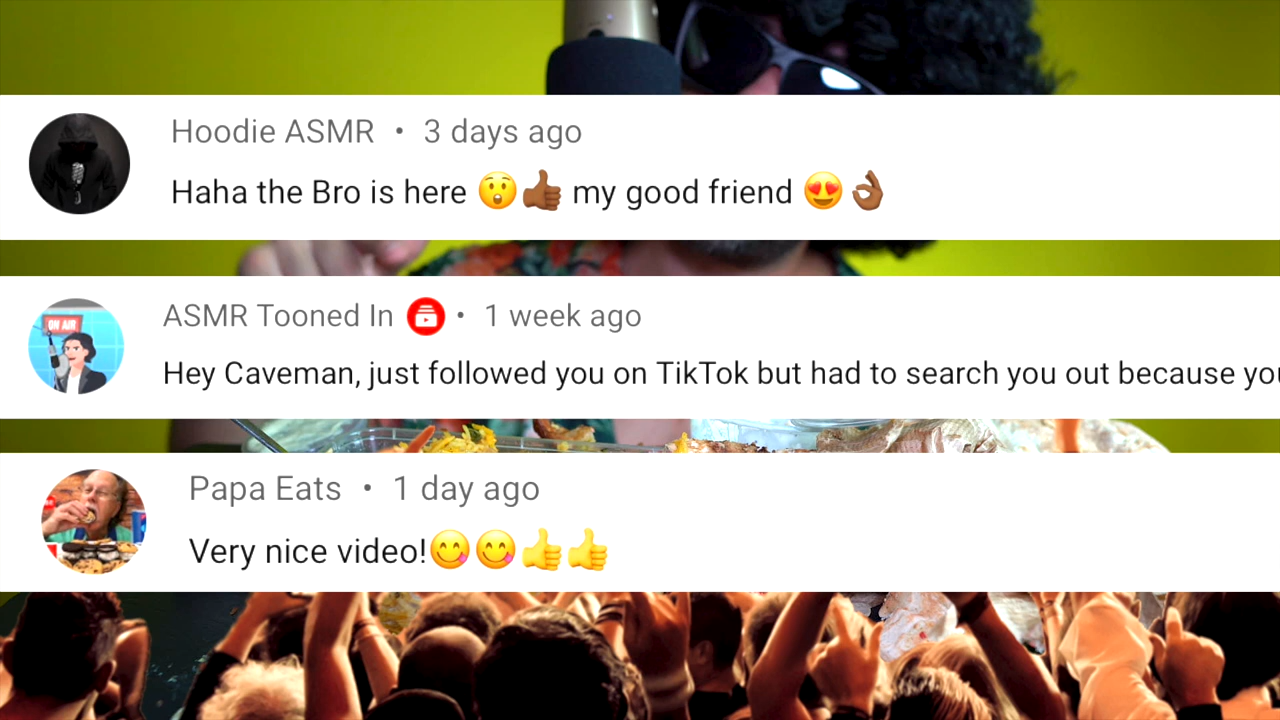 Hoodie ASMR • 3 days ago
Haha the Bro is here 😲👍🏾 my good friend 😍👌🏾
ON AIR
ASMR Tooned In • 1 week ago
Hey Caveman, just followed you on TikTok but had to search you out because you
Papa Eats • 1 day ago
Very nice video!😋😋👍👍